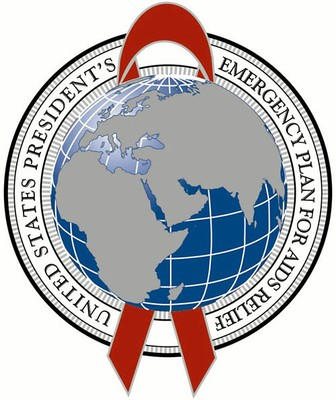 UNITED STATES PRESIDENT'S
EMERGENCY PLAN FOR AIDS RELIEF